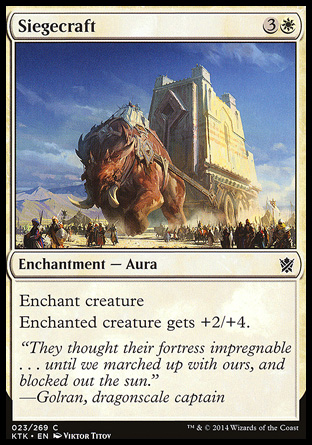 Siegecraft 3
Enchantment — Aura
Enchant creature
Enchanted creature gets +2/+4.
“They thought their fortress impregnable
. . . until we marched up with ours, and
blocked out the sun.”
—Golran, dragonscale captain
023/269 C
KTK • EN Viktor Titov
™ & © 2014 Wizards of the Coast